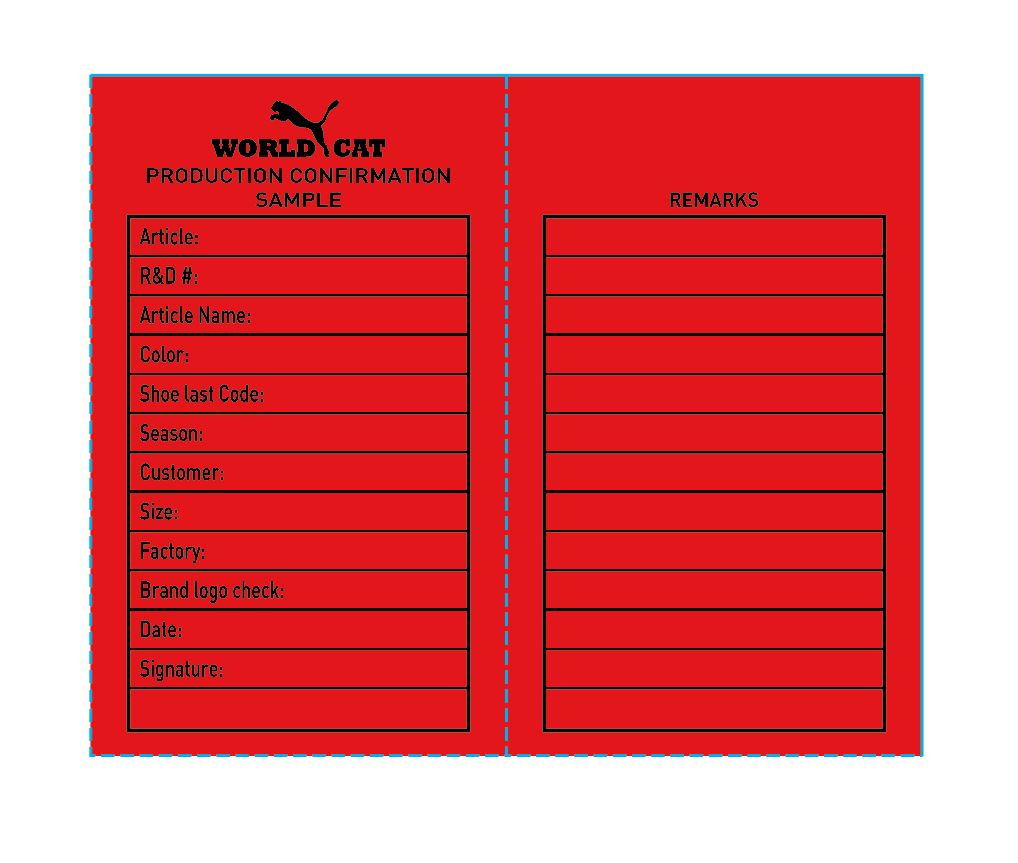 WORLD CAT
PRODUCTION CONFIRMATION
SAMPLE
Article:
R&D #:
Article Name:
Color:
Shoe last Code:
Season:
Customer:
Size:
Factory:
Brand logo check:
Date:
Signature:
REMARKS